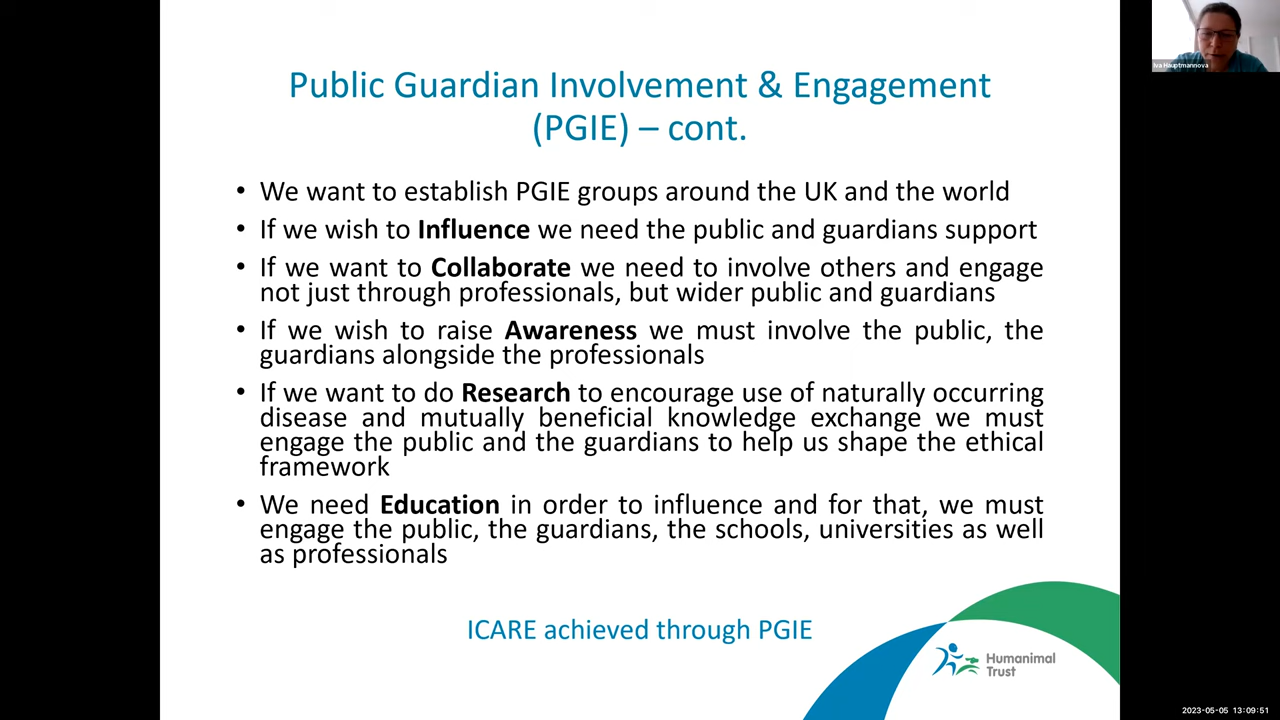 Public Guardian Involvement & Engagement
(PGIE) – cont.
• We want to establish PGIE groups around the UK and the world
• If we wish to Influence we need the public and guardians support
• If we want to Collaborate we need to involve others and engage
not just through professionals, but wider public and guardians
• If we wish to raise Awareness we must involve the public, the
guardians alongside the professionals
• If we want to do Research to encourage use of naturally occurring
disease and mutually beneficial knowledge exchange we must
engage the public and the guardians to help us shape the ethical
framework
• We need Education in order to influence and for that, we must
engage the public, the guardians, the schools, universities as well
as professionals
ICARE achieved through PGIE
Humanimal
Trust
Iva Hauptmannova
2023-05-05 13:09:51